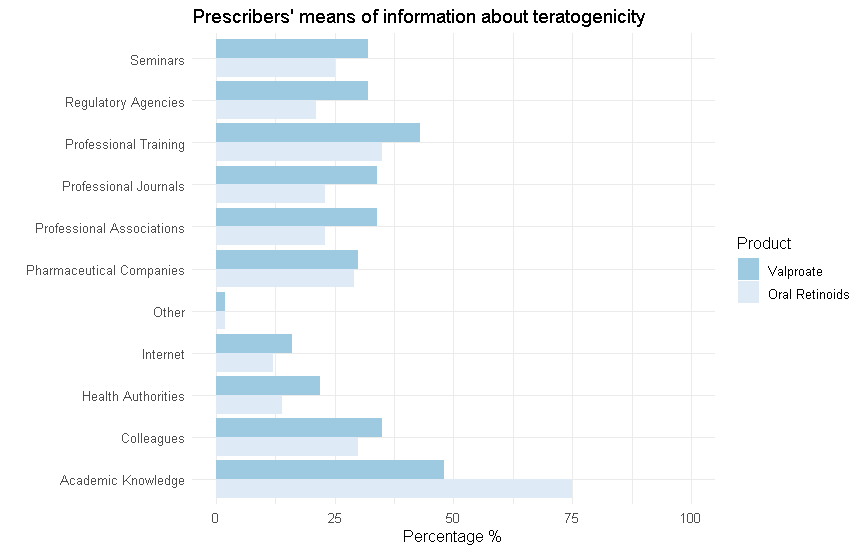 Prescribers' means of information about teratogenicity
Seminars
Regulatory Agencies
Professional Training
Professional Journals
Professional Associations
Pharmaceutical Companies
Other
Internet
Health Authorities
Colleagues
Academic Knowledge
0 25 50 75 100
Percentage %
Product
Valproate
Oral Retinoids